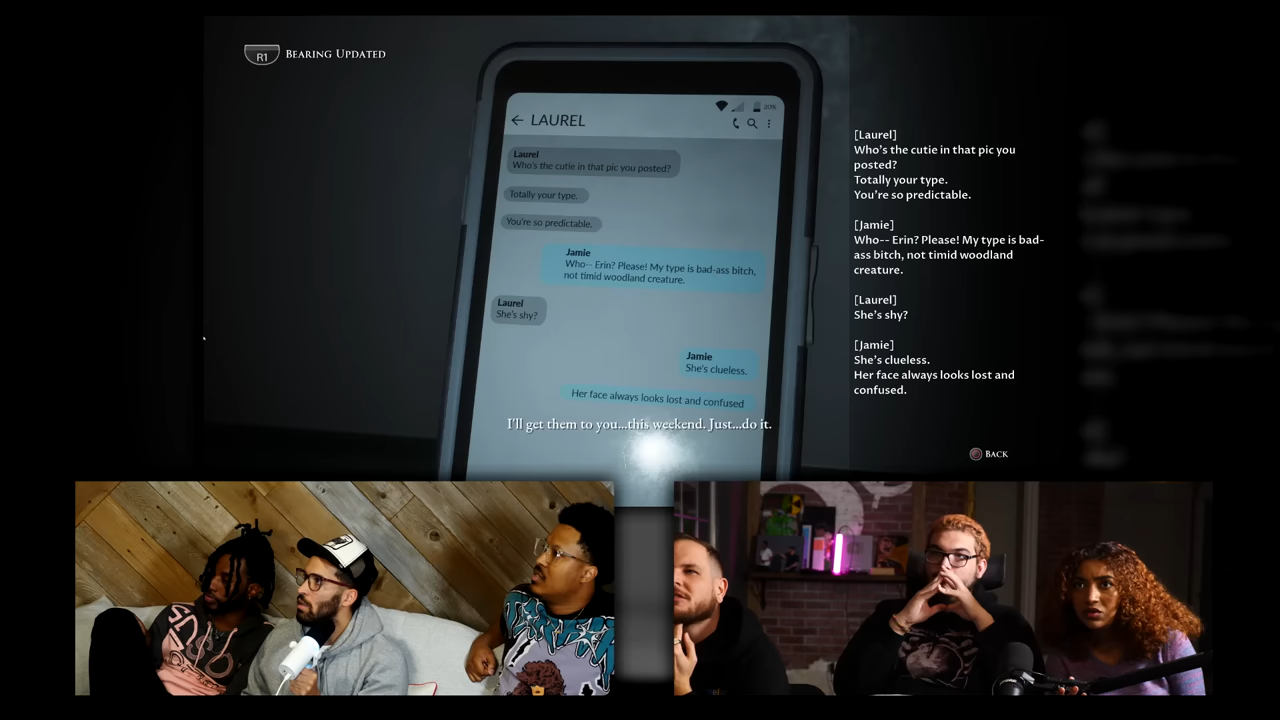 R1 BEARING UPDATED
20%
LAUREL
Laurel
Who's the cutie in that pic you posted?
Totally your type.
You're so predictable.
Jamie
Who-- Erin? Please! My type is bad-ass bitch,
not timid woodland creature.
Laurel
She's shy?
Jamie
She's clueless.
Her face always looks lost and confused
I'll get them to you...this weekend. Just...do it.
[Laurel]
Who's the cutie in that pic you
posted?
Totally your type.
You're so predictable.
[Jamie]
Who-- Erin? Please! My type is bad-
ass bitch, not timid woodland
creature.
[Laurel]
She's shy?
[Jamie]
She's clueless.
Her face always looks lost and
confused.
BACK